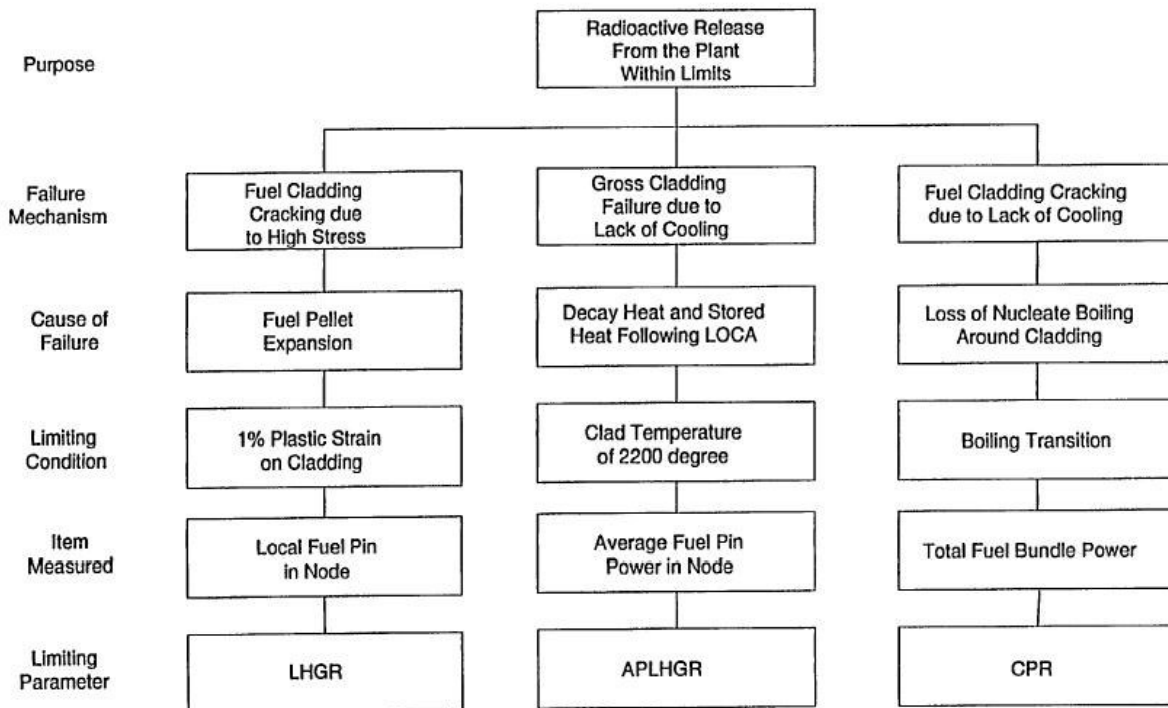 Purpose
Radioactive Release
From the Plant
Within Limits
Failure
Mechanism
Fuel Cladding
Cracking due
to High Stress
Gross Cladding
Failure due to
Lack of Cooling
Fuel Cladding Cracking
due to Lack of Cooling
Cause of
Failure
Fuel Pellet
Expansion
Decay Heat and Stored
Heat Following LOCA
Loss of Nucleate Boiling
Around Cladding
Limiting
Condition
1% Plastic Strain
on Cladding
Clad Temperature
of 2200 degree
Boiling Transition
Item
Measured
Local Fuel Pin
in Node
Average Fuel Pin
Power in Node
Total Fuel Bundle Power
Limiting
Parameter
LHGR
APLHGR
CPR